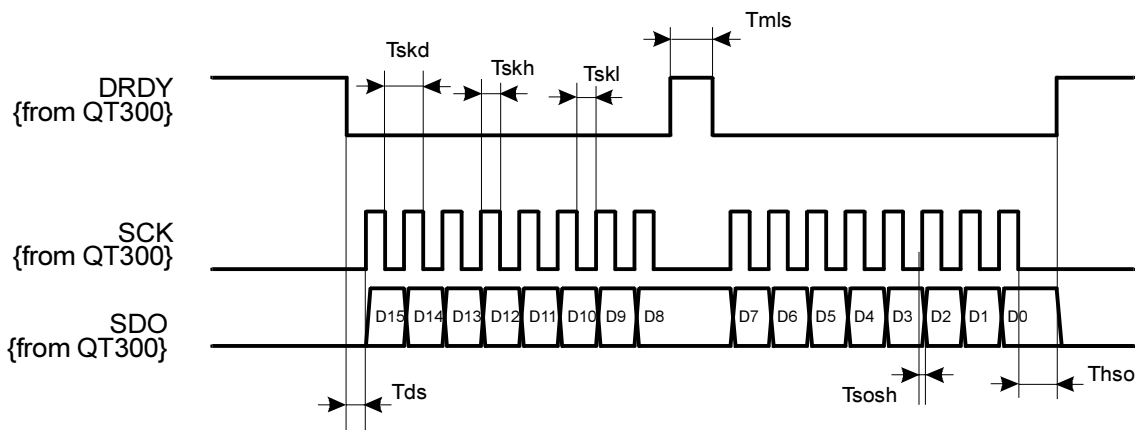 Tmls
Tskd
Tskh
Tskl
DRDY
{from QT300}
SCK
{from QT300}
D15 D14 D13 D12 D11 D10 D9 D8 D7 D6 D5 D4 D3 D2 D1 D0
SDO
{from QT300}
Tds
Tsosh
Thso